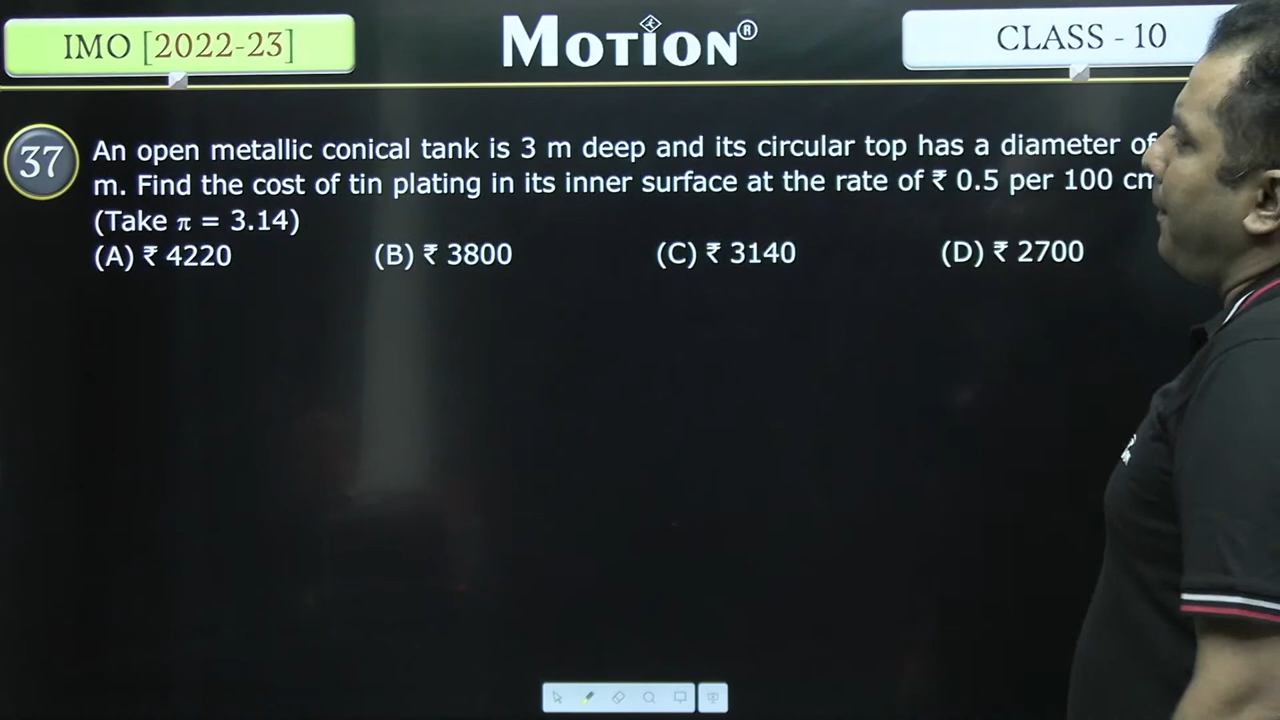 IMO [2022-23]
MOTION®
CLASS - 10
37
An open metallic conical tank is 3 m deep and its circular top has a diameter of
m. Find the cost of tin plating in its inner surface at the rate of ₹ 0.5 per 100
(Take π = 3.14)
(A) ₹ 4220 (B) ₹ 3800 (C) ₹ 3140 (D) ₹ 2700